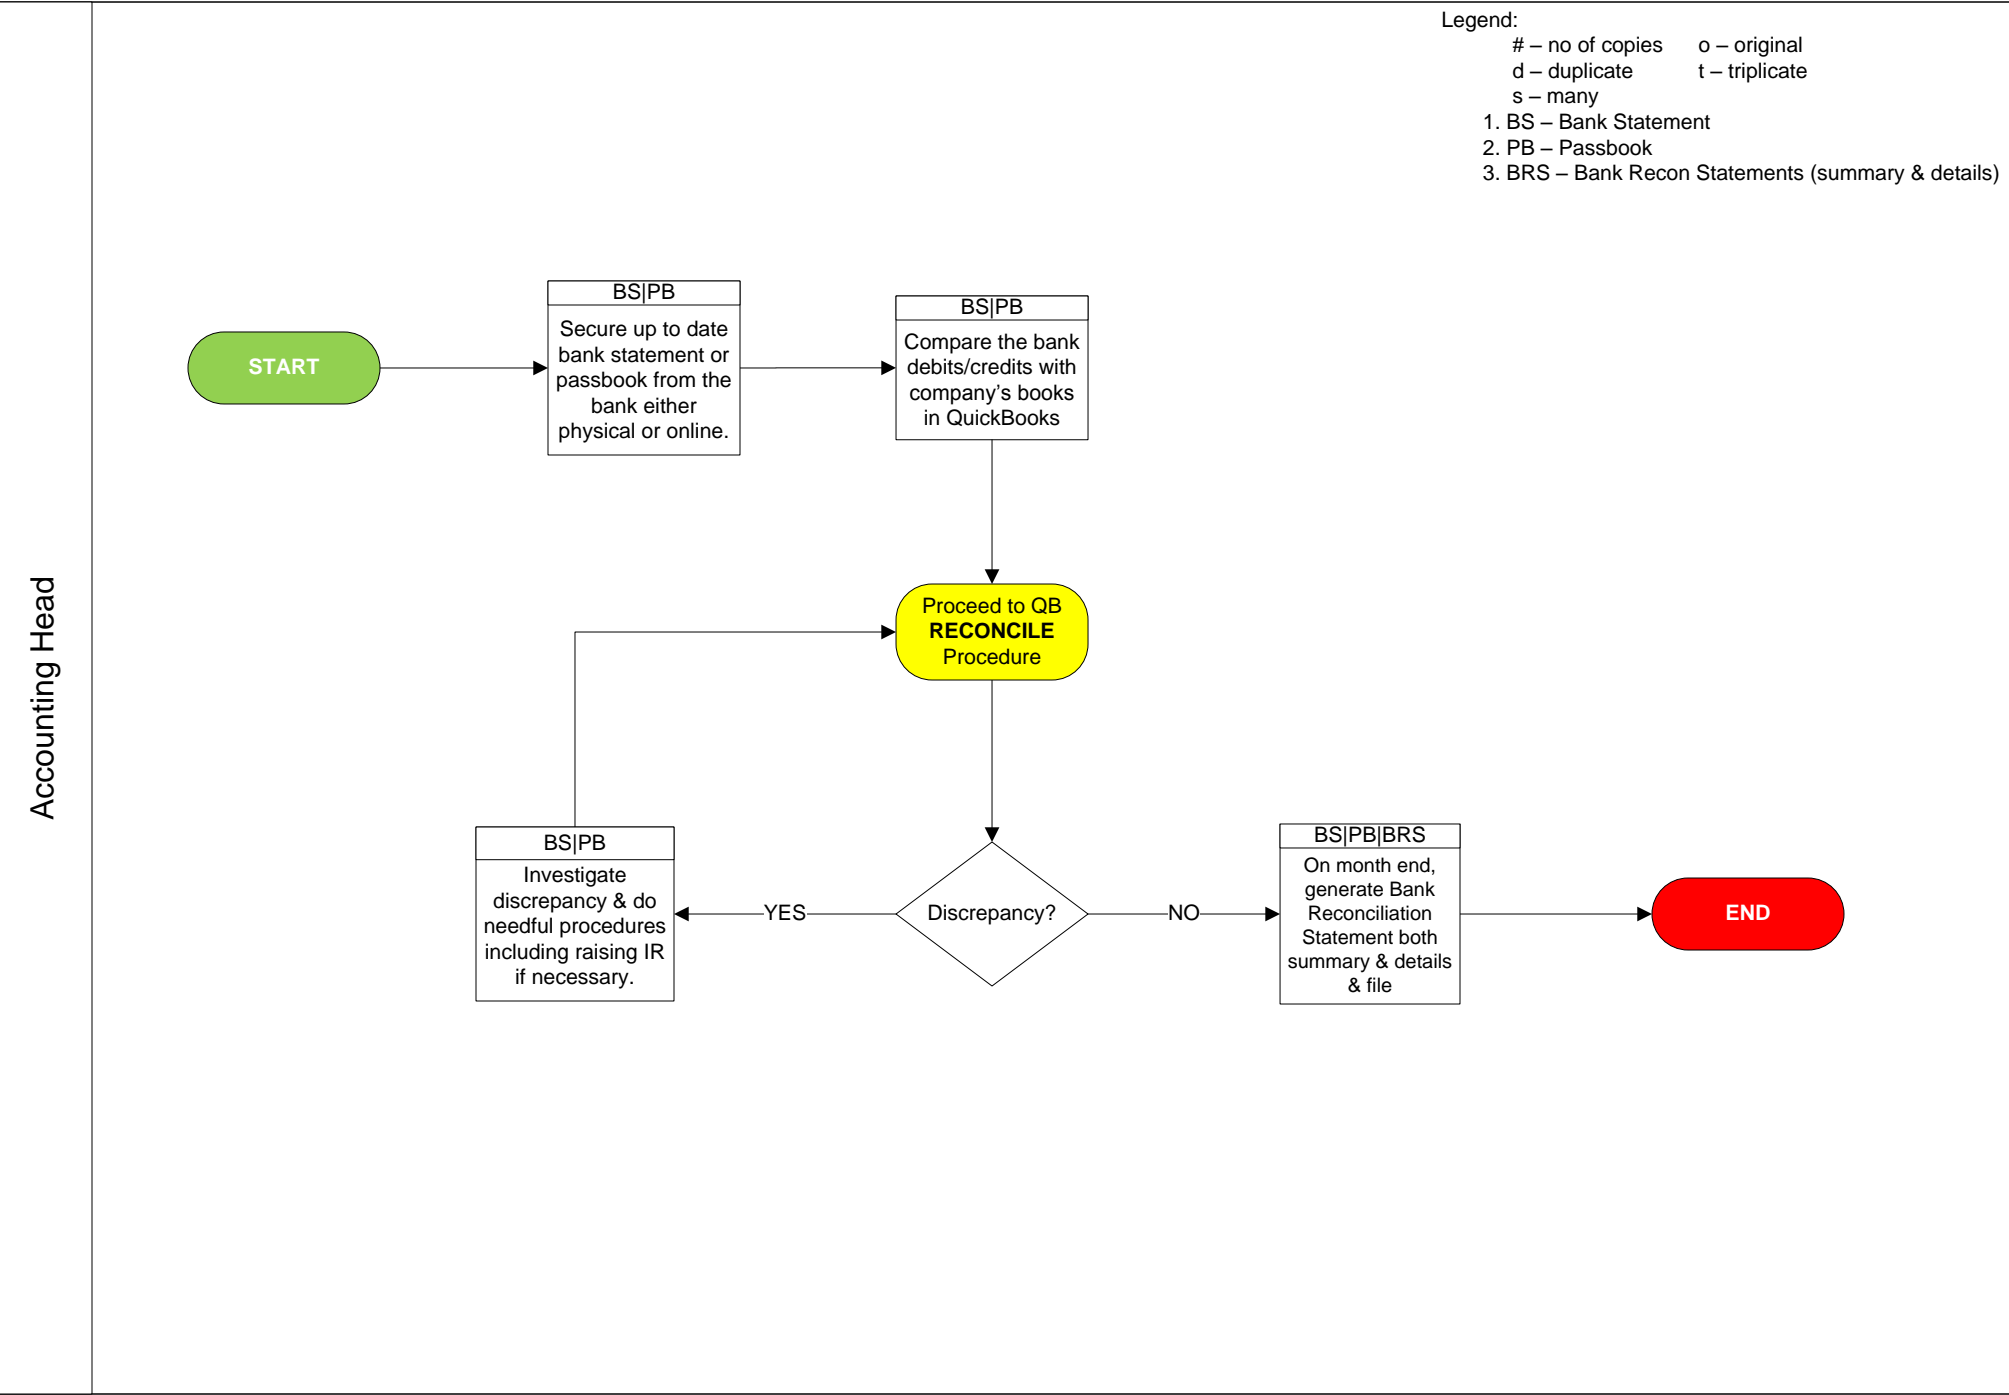 Legend:
# – no of copies o – original
d – duplicate t – triplicate
s – many
1. BS – Bank Statement
2. PB – Passbook
3. BRS – Bank Recon Statements (summary & details)
Accounting Head
START
BS|PB
Secure up to date
bank statement or
passbook from the
bank either
physical or online.
BS|PB
Compare the bank
debits/credits with
company’s books
in QuickBooks
Proceed to QB
RECONCILE
Procedure
Discrepancy?
YES
BS|PB
Investigate
discrepancy & do
needful procedures
including raising IR
if necessary.
NO
BS|PB|BRS
On month end,
generate Bank
Reconciliation
Statement both
summary & details
& file
END